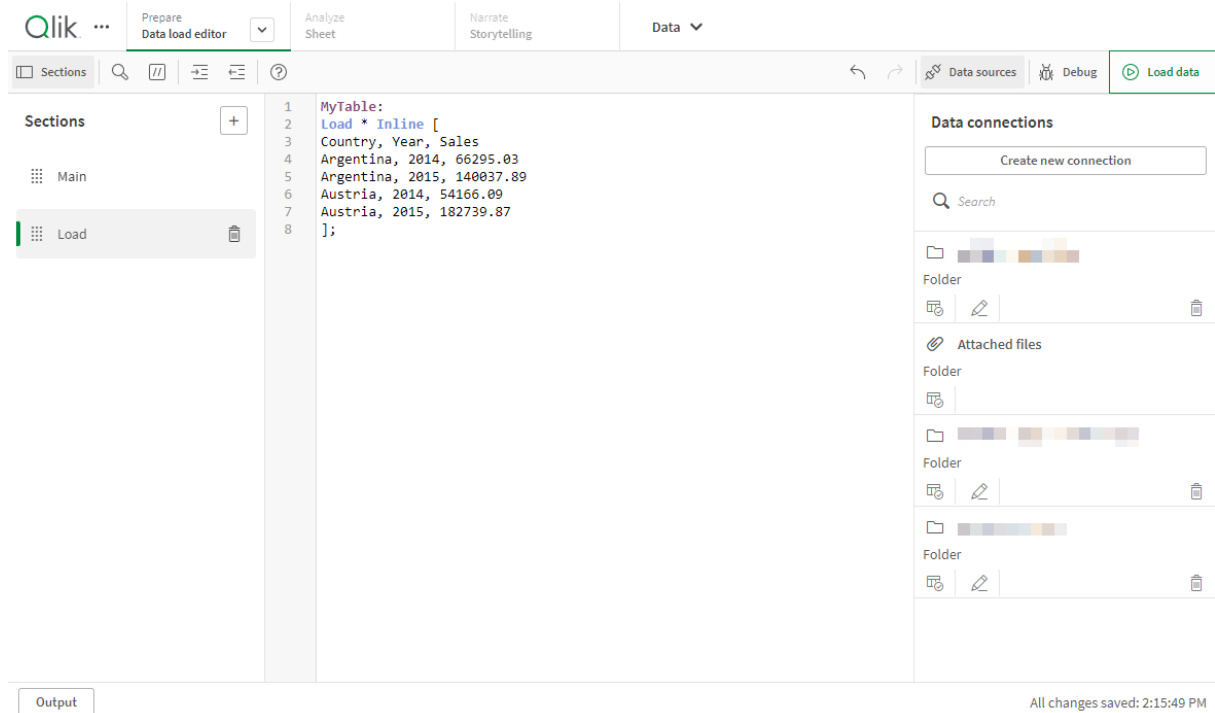 Qlik
Prepare
Data load editor
Analyze
Sheet
Narrate
Storytelling
Data
Sections
//
?
Data sources
Debug
Load data
Sections
+
Main
Load
1 MyTable:
2 Load * Inline [
3 Country, Year, Sales
4 Argentina, 2014, 66295.03
5 Argentina, 2015, 140037.89
6 Austria, 2014, 54166.09
7 Austria, 2015, 182739.87
8 ];
Data connections
Create new connection
Search
Folder
Attached files
Folder
Folder
Folder
Output
All changes saved: 2:15:49 PM